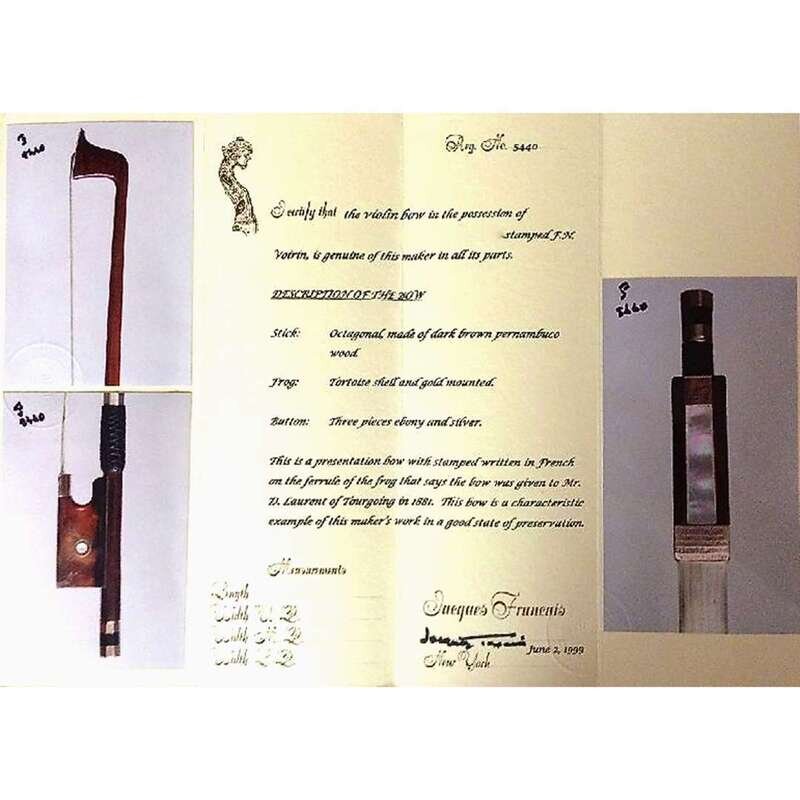 5440
5440
5440
Reg. No. 5440
I certify that the violin bow in the possession of
stamped F.N.
Voirin, is genuine of this maker in all its parts.
DESCRIPTION OF THE BOW
Stick: Octagonal, made of dark brown pernambuco
wood.
Frog: Tortoise shell and gold mounted.
Button: Three pieces ebony and silver.
This is a presentation bow with stamped written in French
on the ferrule of the frog that says the bow was given to Mr.
D. Laurent of Tourgoing in 1881. This bow is a characteristic
example of this maker's work in a good state of preservation.
Measurements
Length
Width U. B.
Width M. B.
Width L. B.
Jacques Francais
New York June 2, 1999